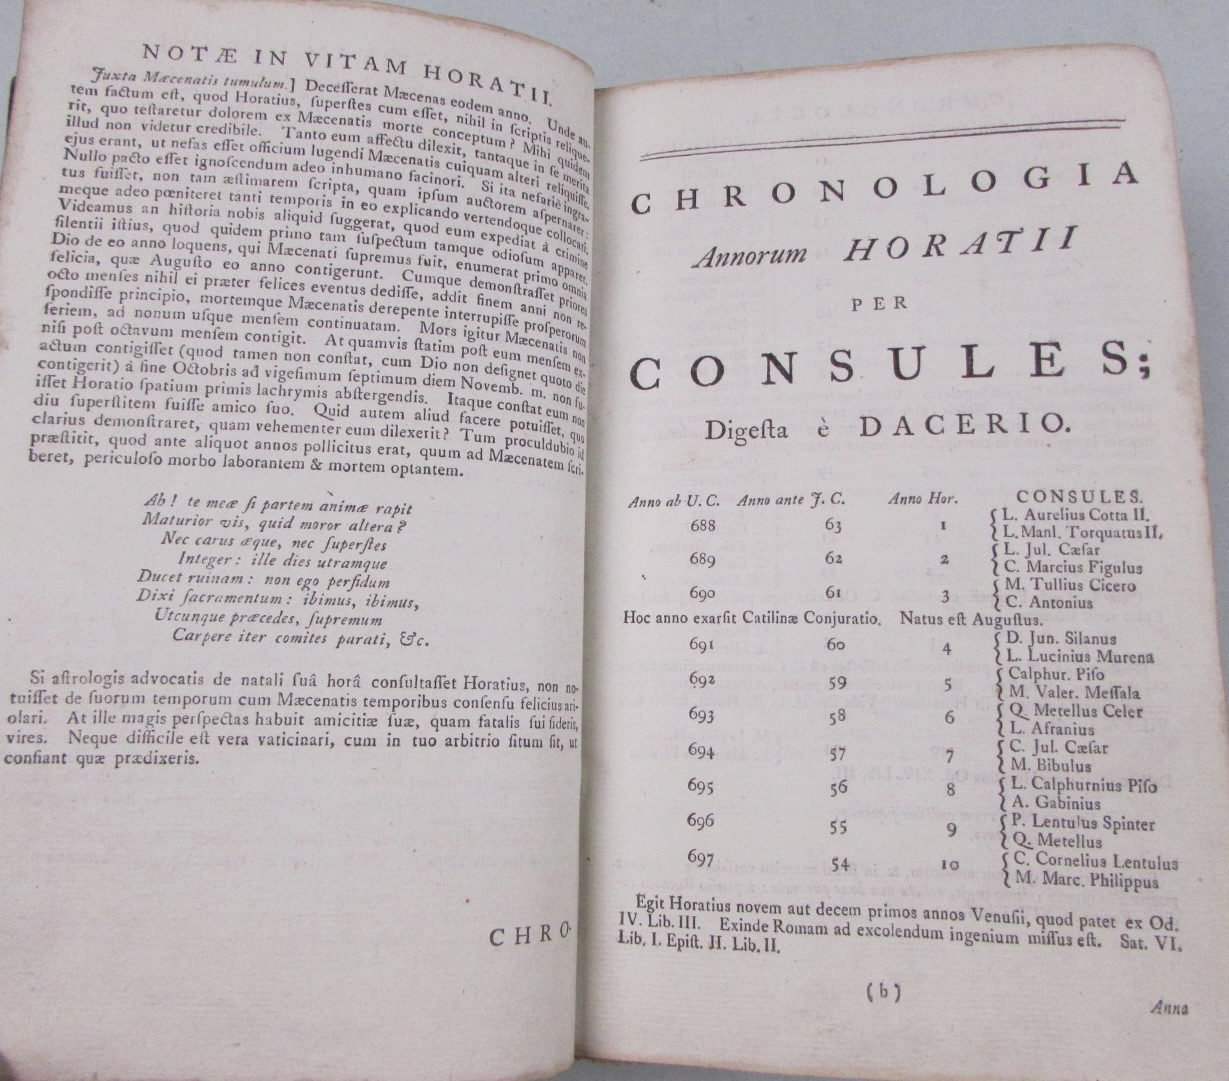 NOTÆ IN VITAM HORATII.
Juxta Mæcenatis tumulum.] Deceſſerat Mæcenas eodem anno. Unde au-
tem factum eſt, quod Horatius, ſuperſtes cum eſſet, nihil in ſcriptis relique-
rit, quo teſtaretur dolorem ex Mæcenatis morte conceptum? Mihi quidem
illud non videtur credibile. Tanto eum affectu dilexit, tantaque in ſe merita
ejus erant, ut nefas eſſet officium lugendi Mæcenatis cuiquam alteri reliquiſſe.
Nullo pacto eſſet ignoſcendum adeo inhumano facinori. Si ita nefarie ingra-
tus fuiſſet, non tam æſtimarem ſcripta, quam ipſum auctorem aſpernarer:
meque adeo pœniteret tanti temporis in eo explicando vertendoque collocati.
Videamus an hiſtoria nobis aliquid ſuggerat, quod eum expediat â crimine
ſilentii iſtius, quod quidem primo tam ſuſpectum tamque odioſum apparet.
Dio de eo anno loquens, qui Mæcenati ſupremus fuit, enumerat primo omnia
felicia, quæ Auguſto eo anno contigerunt. Cumque demonſtraſſet priores
octo menſes nihil ei præter felices eventus dediſſe, addit finem anni non re-
ſpondiſſe principio, mortemque Mæcenatis derepente interrupiſſe proſperorum
ſeriem, ad nonum uſque menſem continuatam. Mors igitur Mæcenatis non
niſi poſt octavum menſem contigit. At quamvis ſtatim poſt eum menſem ex-
actum contigiſſet (quod tamen non conſtat, cum Dio non deſignet quoto die
contigerit) â fine Octobris ad vigeſimum ſeptimum diem Novemb. m. non fu-
iſſet Horatio ſpatium primis lachrymis abſtergendis. Itaque conſtat eum non
diu ſuperſtitem fuiſſe amico ſuo. Quid autem aliud facere potuiſſet, quo
clarius demonſtraret, quam vehementer eum dilexerit? Tum proculdubio id
præſtitit, quod ante aliquot annos pollicitus erat, quum ad Mæcenatem ſcri-
beret, periculoſo morbo laborantem & mortem optantem.
Ah! te meæ ſi partem animæ rapit
Maturior vis, quid moror altera?
Nec carus æque, nec ſuperſtes
Integer: ille dies utramque
Ducet ruinam: non ego perfidum
Dixi ſacramentum: ibimus, ibimus,
Utcunque præcedes, ſupremum
Carpere iter comites parati, &c.
Si aſtrologis advocatis de natali ſuâ horâ conſultaſſet Horatius, non no-
tuiſſet de ſuorum temporum cum Mæcenatis temporibus conſenſu felicius ari-
olari. At ille magis perſpectas habuit amicitiæ ſuæ, quam fatalis ſui ſideris,
vires. Neque difficile eſt vera vaticinari, cum in tuo arbitrio ſitum ſit, ut
confiant quæ prædixeris.
CHRO-
CHRONOLOGIA
Annorum HORATII
PER
CONSULES;
Digeſta è DACERIO.
Anno ab U. C. Anno ante J. C. Anno Hor. CONSULES.
688 63 1 { L. Aurelius Cotta II.
L. Manl. Torquatus II.
689 62 2 { L. Jul. Cæſar
C. Marcius Figulus
690 61 3 { M. Tullius Cicero
C. Antonius
Hoc anno exarſit Catilinæ Conjuratio. Natus eſt Auguſtus.
691 60 4 { D. Jun. Silanus
L. Lucinius Murena
692 59 5 { Calphur. Piſo
M. Valer. Meſſala
693 58 6 { Q. Metellus Celer
L. Afranius
694 57 7 { C. Jul. Cæſar
M. Bibulus
695 56 8 { L. Calphurnius Piſo
A. Gabinius
696 55 9 { P. Lentulus Spinter
Q. Metellus
697 54 10 { C. Cornelius Lentulus
M. Marc. Philippus
Egit Horatius novem aut decem primos annos Venuſii, quod patet ex Od.
IV. Lib. III. Exinde Romam ad excolendum ingenium miſſus eſt. Sat. VI.
Lib. I. Epiſt. II. Lib. II.
(b)
Anna